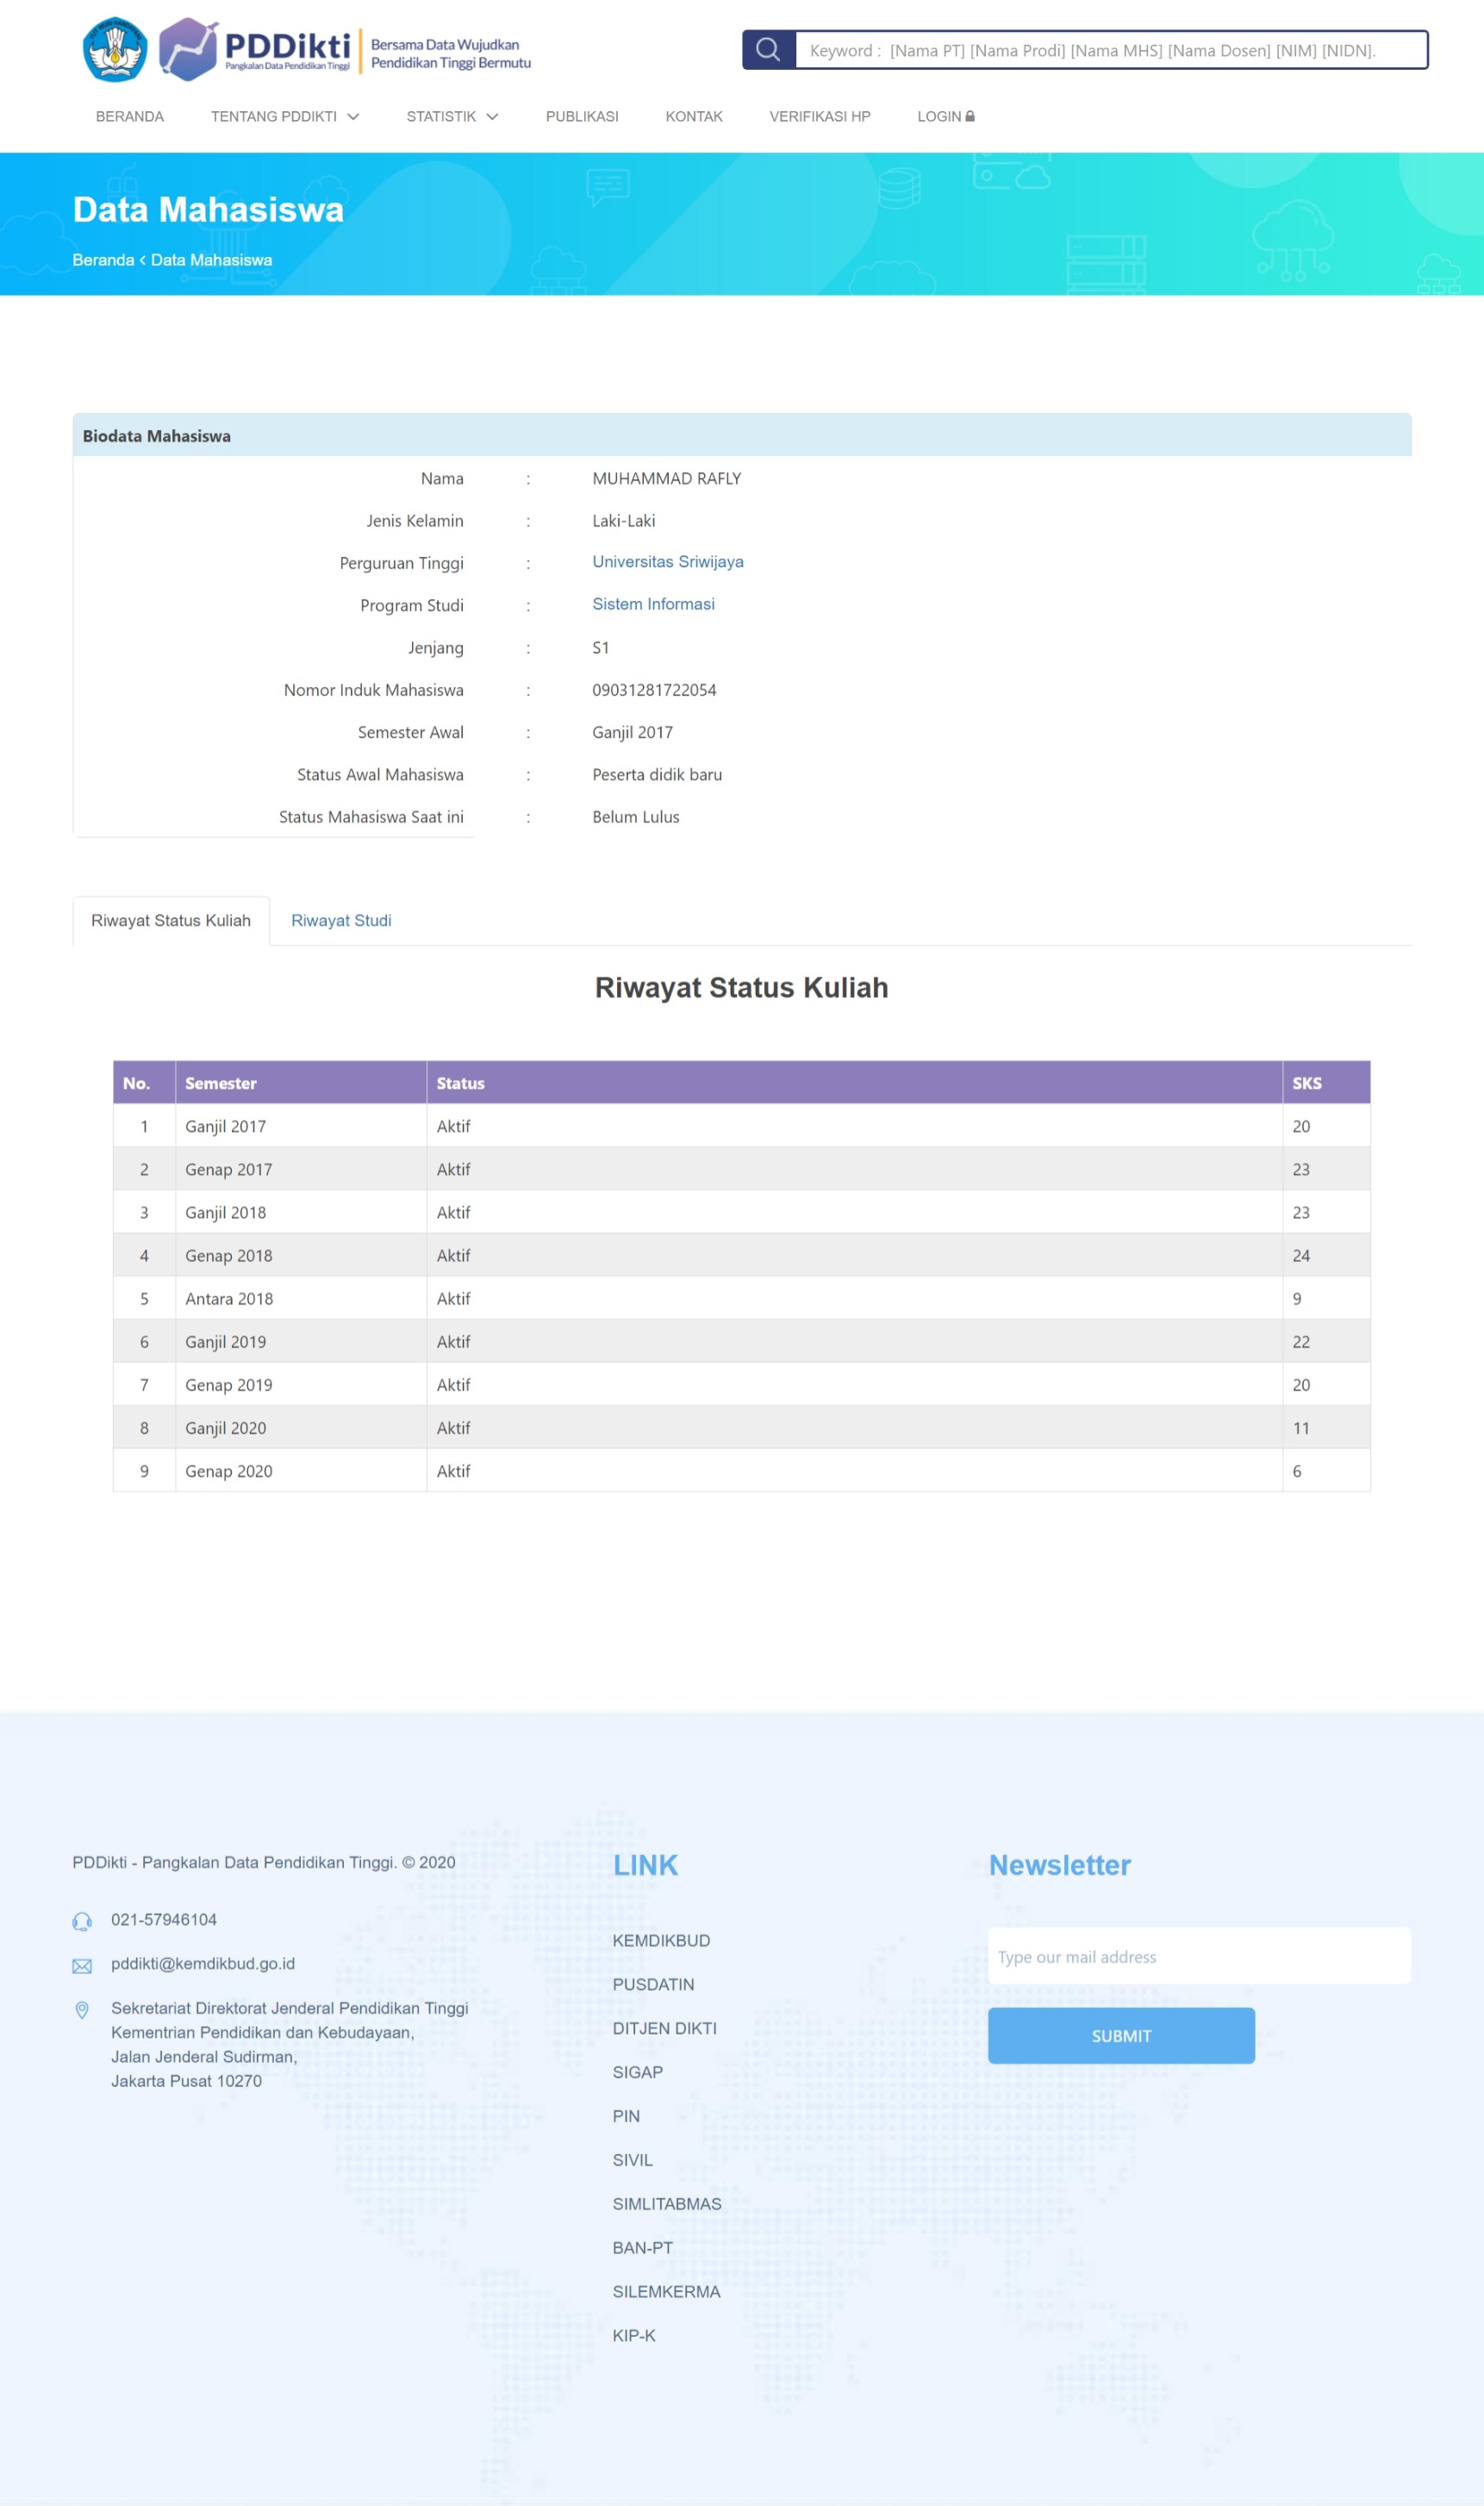 PDDikti
Pangkalan Data Pendidikan Tinggi
Bersama Data Wujudkan
Pendidikan Tinggi Bermutu
Keyword : [Nama PT] [Nama Prodi] [Nama MHS] [Nama Dosen] [NIM] [NIDN].
BERANDA TENTANG PDDIKTI STATISTIK PUBLIKASI KONTAK VERIFIKASI HP LOGIN
Data Mahasiswa
Beranda < Data Mahasiswa
Biodata Mahasiswa
Nama : MUHAMMAD RAFLY
Jenis Kelamin : Laki-Laki
Perguruan Tinggi : Universitas Sriwijaya
Program Studi : Sistem Informasi
Jenjang : S1
Nomor Induk Mahasiswa : 09031281722054
Semester Awal : Ganjil 2017
Status Awal Mahasiswa : Peserta didik baru
Status Mahasiswa Saat ini : Belum Lulus
Riwayat Status Kuliah Riwayat Studi
Riwayat Status Kuliah
No. Semester Status SKS
1 Ganjil 2017 Aktif 20
2 Genap 2017 Aktif 23
3 Ganjil 2018 Aktif 23
4 Genap 2018 Aktif 24
5 Antara 2018 Aktif 9
6 Ganjil 2019 Aktif 22
7 Genap 2019 Aktif 20
8 Ganjil 2020 Aktif 11
9 Genap 2020 Aktif 6
PDDikti - Pangkalan Data Pendidikan Tinggi. © 2020
021-57946104
pddikti@kemdikbud.go.id
Sekretariat Direktorat Jenderal Pendidikan Tinggi
Kementrian Pendidikan dan Kebudayaan,
Jalan Jenderal Sudirman,
Jakarta Pusat 10270
LINK
KEMDIKBUD
PUSDATIN
DITJEN DIKTI
SIGAP
PIN
SIVIL
SIMLITABMAS
BAN-PT
SILEMKERMA
KIP-K
Newsletter
Type our mail address
SUBMIT